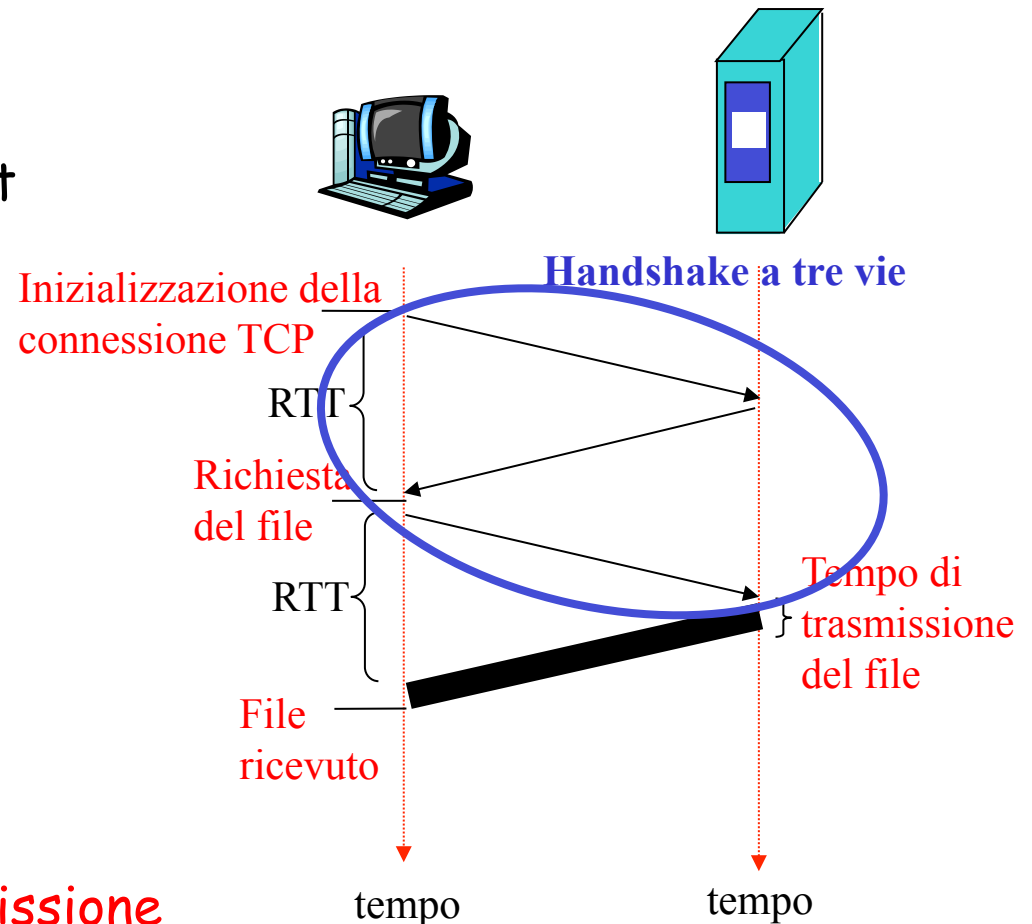 t
Handshake a tre vie
Inizializzazione della
connessione TCP
RTT
Richiesta
del file
RTT
Tempo di
trasmissione
del file
File
ricevuto
issione
tempo
tempo